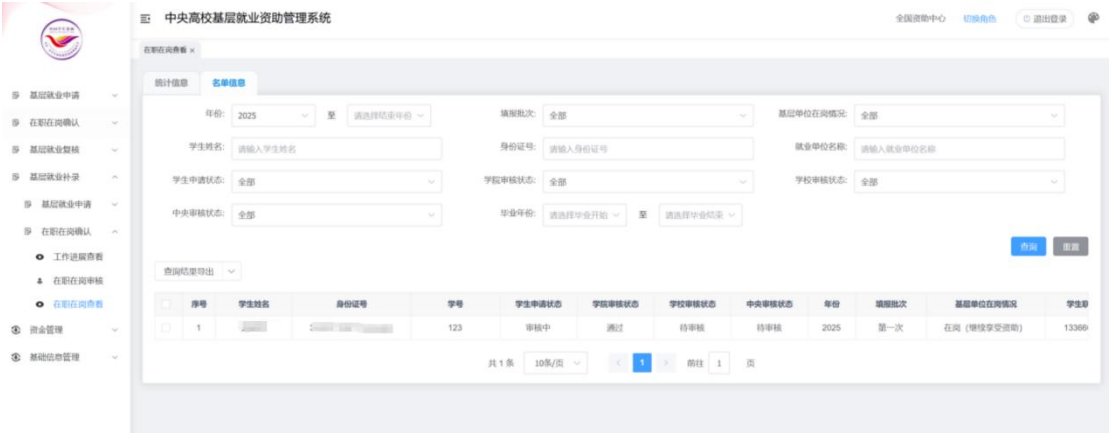 中央高校基层就业资助管理系统
全国资助中心 切换角色 退出登录
在职在岗查看 ×
统计信息 名单信息
基层就业申请
在职在岗确认
基层就业复核
基层就业补录
基层就业申请
在职在岗确认
工作进展查看
在职在岗审核
在职在岗查看
资金管理
基础信息管理
年份: 2025 至 请选择结束年份 填报批次: 全部 基层单位在岗情况: 全部
学生姓名: 请输入学生姓名 身份证号: 请输入身份证号 就业单位名称: 请输入就业单位名称
学生申请状态: 全部 学院审核状态: 全部 学校审核状态: 全部
中央审核状态: 全部 毕业年份: 请选择毕业开始 至 请选择毕业结束
查询 重置
查询结果导出
序号 学生姓名 身份证号 学号 学生申请状态 学院审核状态 学校审核状态 中央审核状态 年份 填报批次 基层单位在岗情况 学生联
1 123 审核中 通过 待审核 待审核 2025 第一次 在岗（继续享受资助） 13366
共 1 条 10条/页 < 1 > 前往 1 页